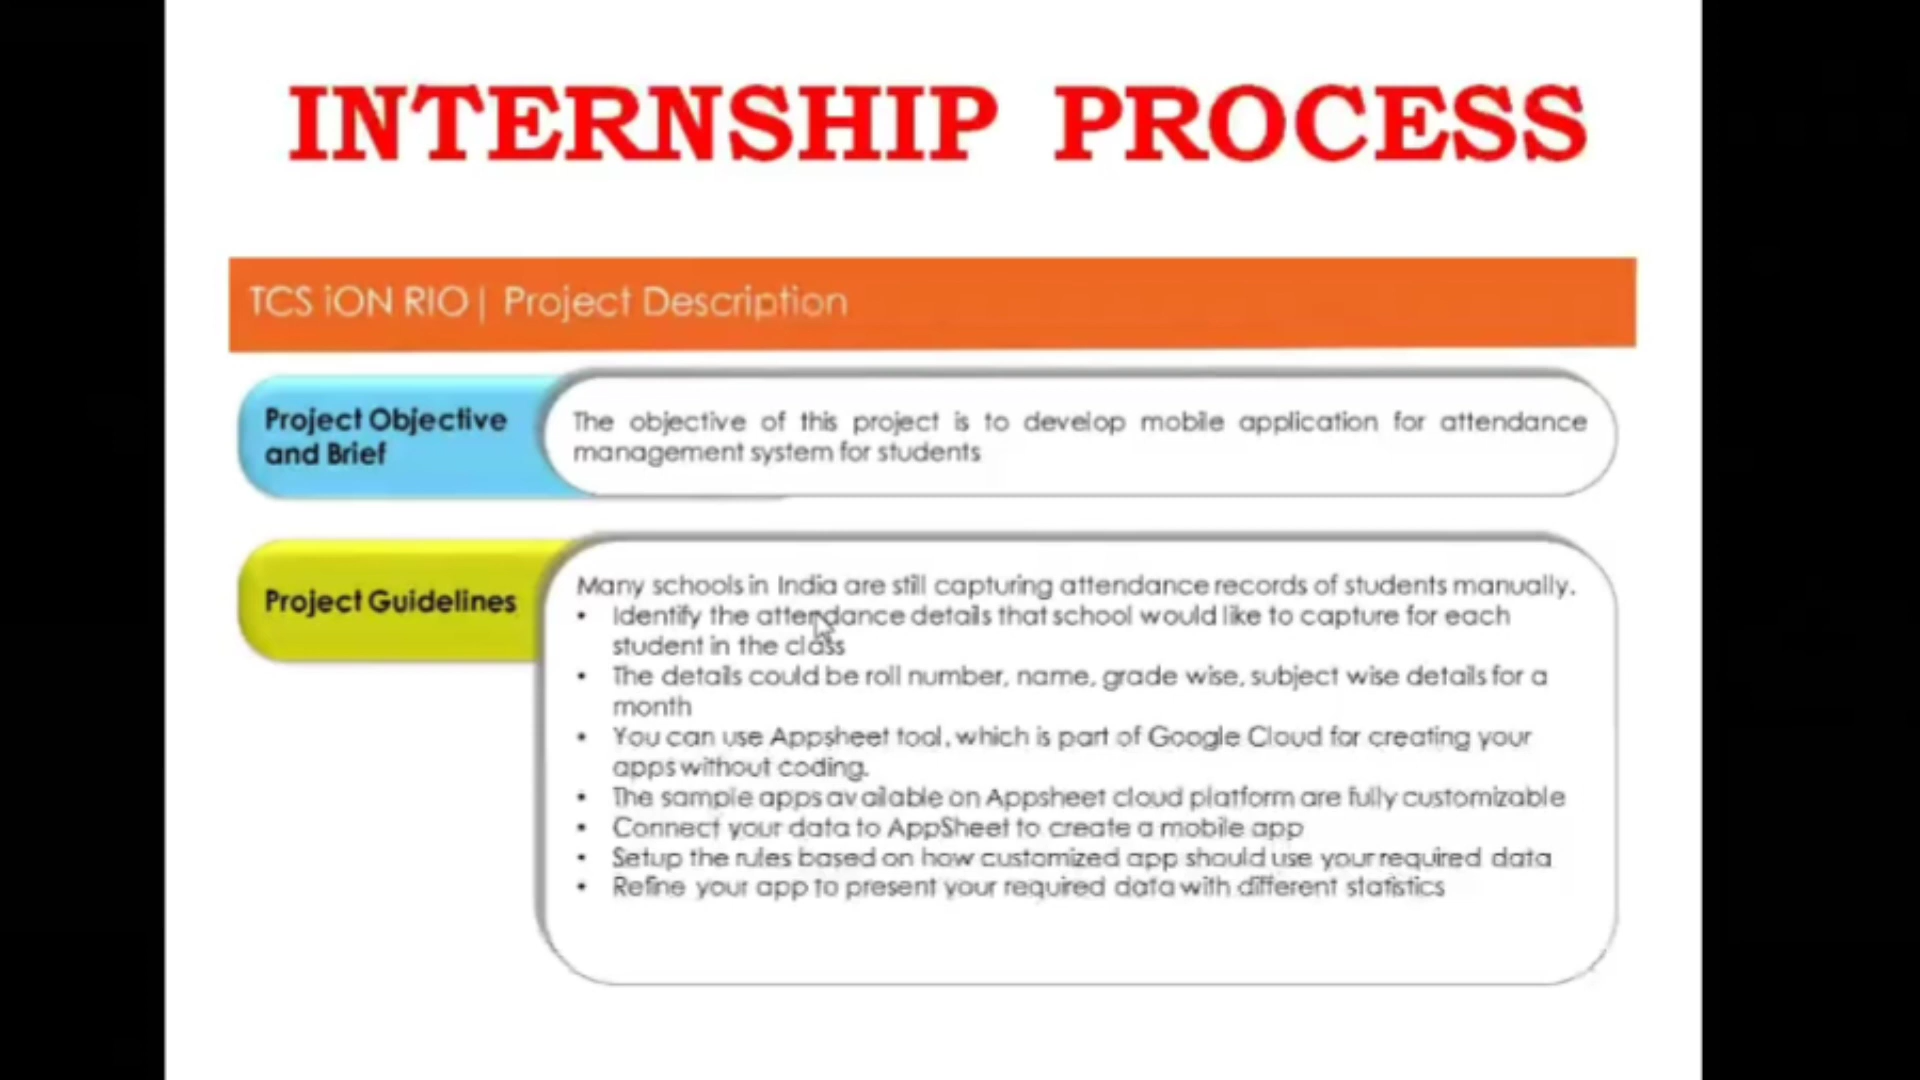 INTERNSHIP PROCESS
TCS iON RIO| Project Description
Project Objective
and Brief
The objective of this project is to develop mobile application for attendance
management system for students
Project Guidelines
Many schools in India are still capturing attendance records of students manually.
• Identify the attendance details that school would like to capture for each
student in the class
• The details could be roll number, name, grade wise, subject wise details for a
month
• You can use Appsheet tool, which is part of Google Cloud for creating your
apps without coding.
• The sample apps available on Appsheet cloud platform are fully customizable
• Connect your data to AppSheet to create a mobile app
• Setup the rules based on how customized app should use your required data
• Refine your app to present your required data with different statistics